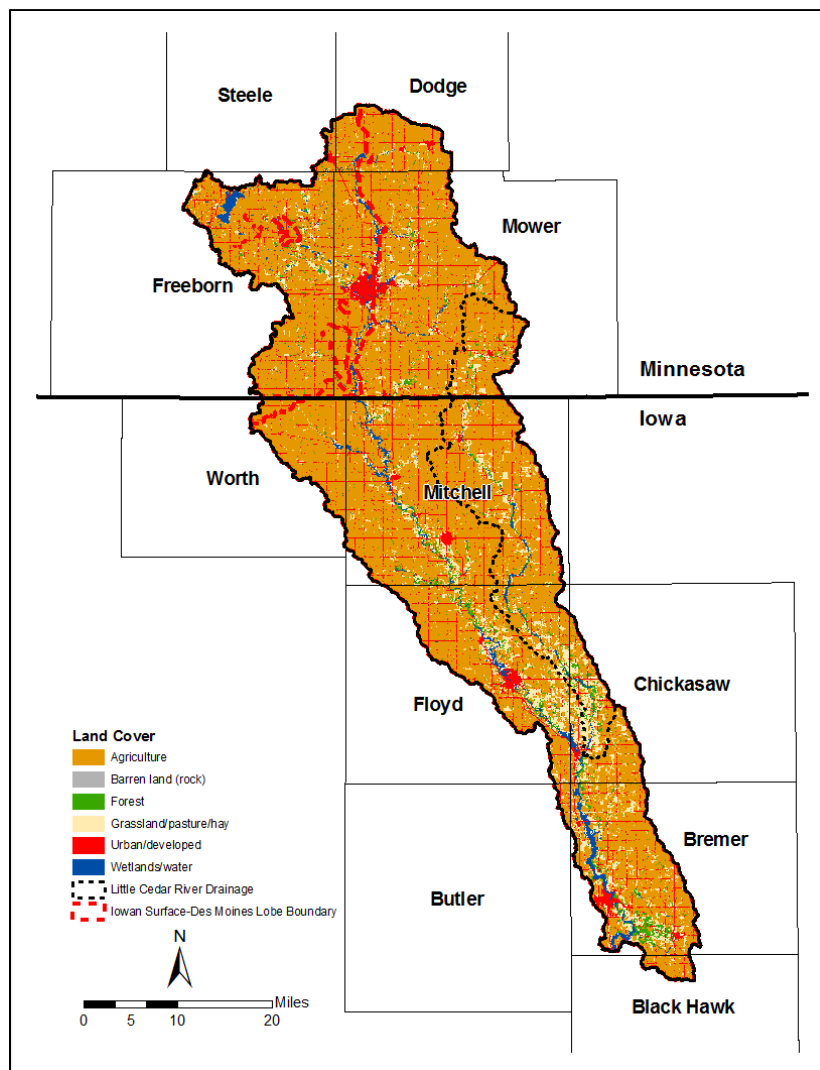 Steele
Dodge
Mower
Freeborn
Minnesota
Iowa
Worth
Mitchell
Chickasaw
Floyd
Land Cover
Agriculture
Barren land (rock)
Forest
Grassland/pasture/hay
Urban/developed
Wetlands/water
Little Cedar River Drainage
Iowan Surface-Des Moines Lobe Boundary
Bremer
Butler
N
Miles
0 5 10 20
Black Hawk